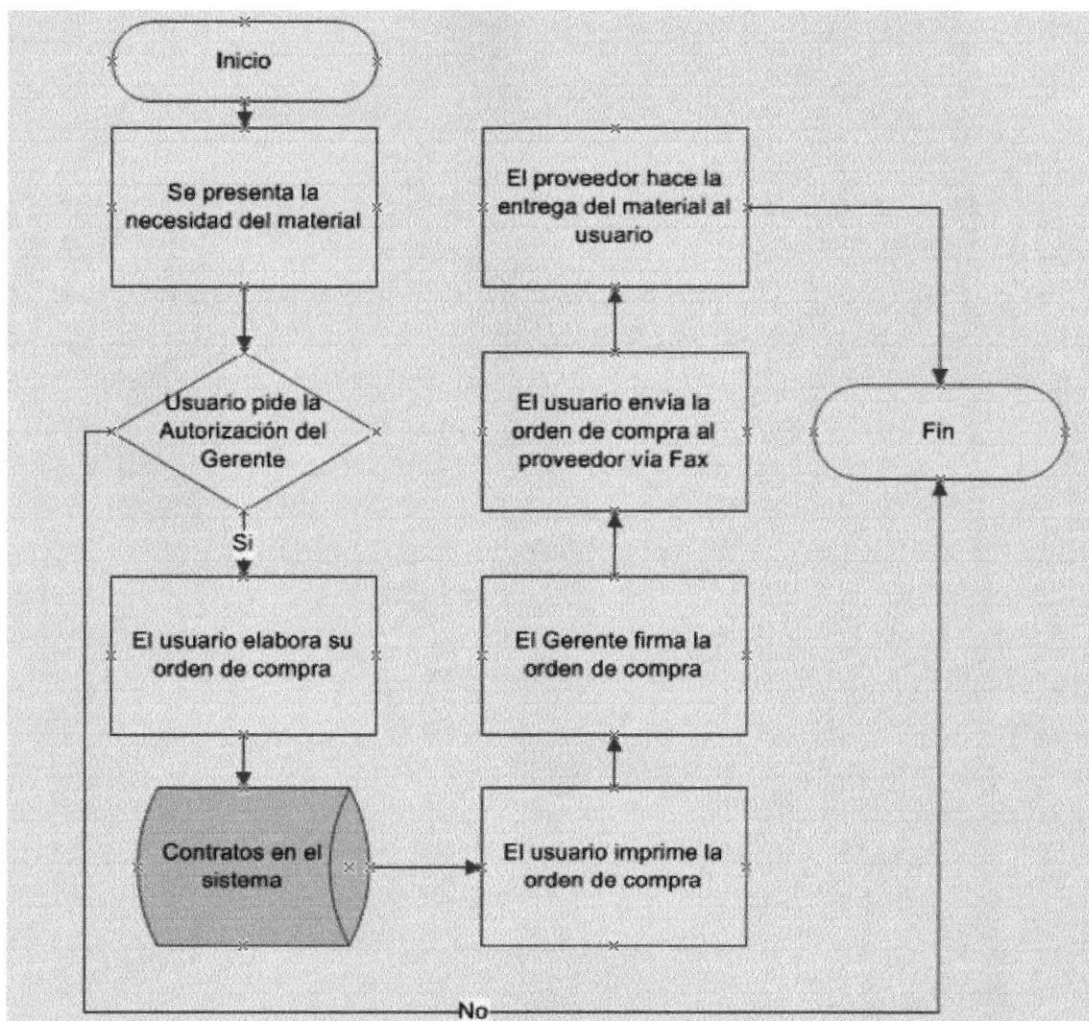 Inicio
Se presenta la
necesidad del material
Usuario pide la
Autorización del
Gerente
Si
El usuario elabora su
orden de compra
Contratos en el
sistema
El usuario imprime la
orden de compra
El Gerente firma la
orden de compra
El usuario envía la
orden de compra al
proveedor vía Fax
El proveedor hace la
entrega del material al
usuario
Fin
No